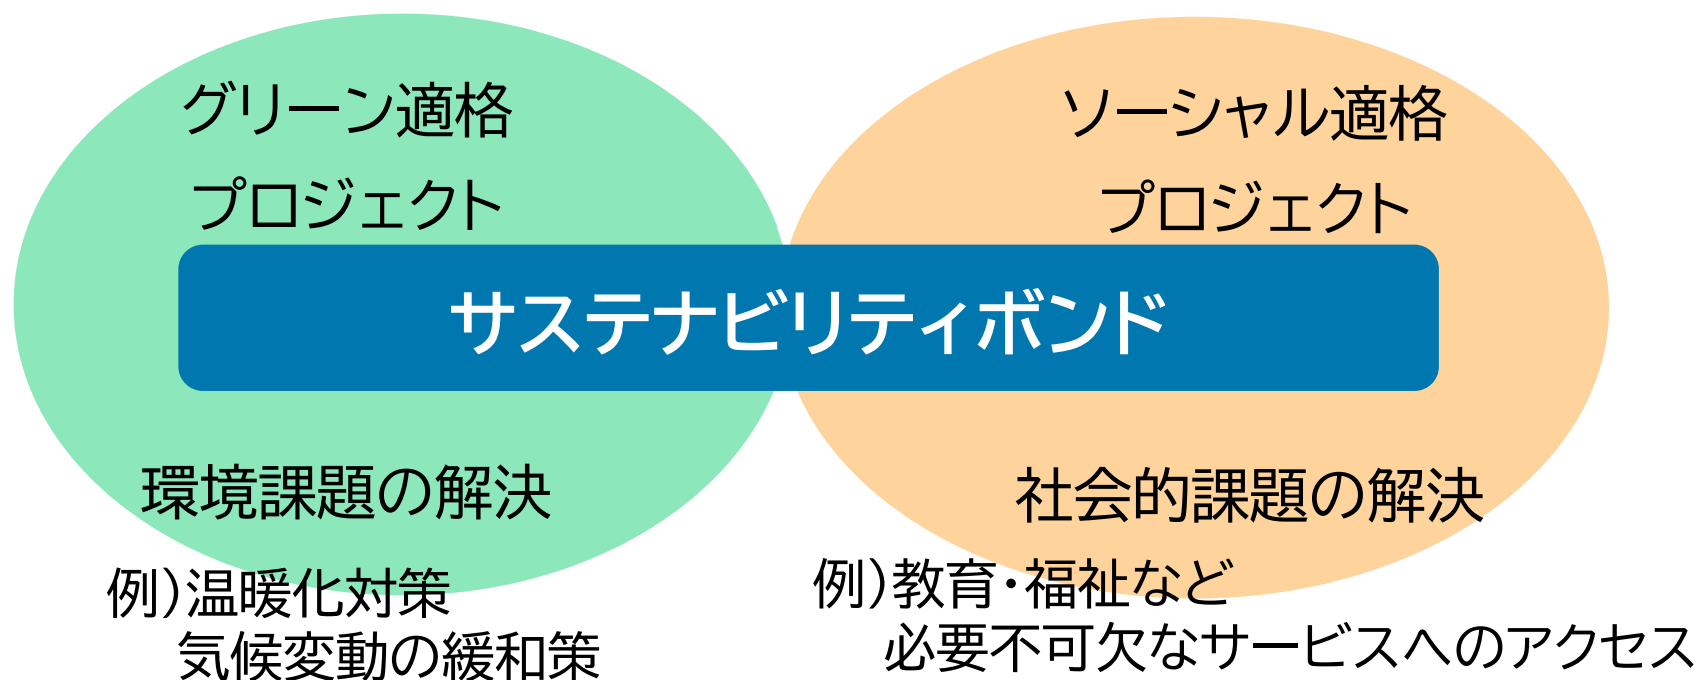 グリーン適格
プロジェクト
ソーシャル適格
プロジェクト
サステナビリティボンド
環境課題の解決
例)温暖化対策
気候変動の緩和策
社会的課題の解決
例)教育・福祉など
必要不可欠なサービスへのアクセス